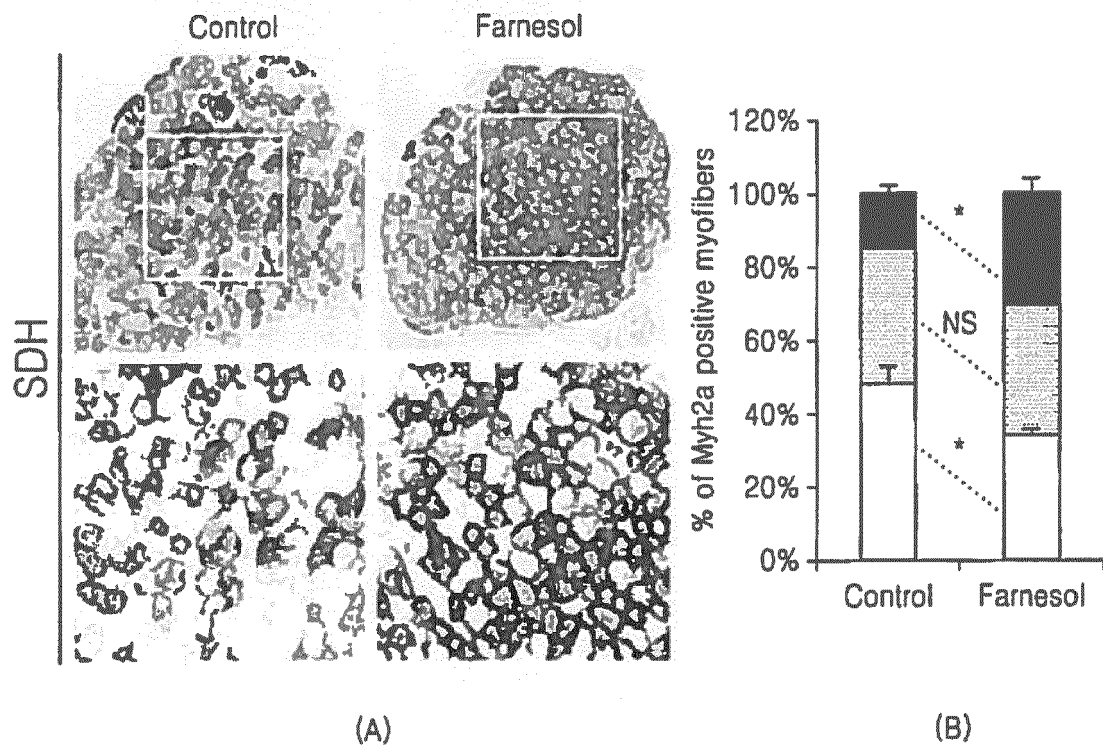 Control
Farnesol
SDH
% of Myh2a positive myofibers
120%
100%
80%
60%
40%
20%
0%
*
NS
*
Control
Farnesol
(A)
(B)